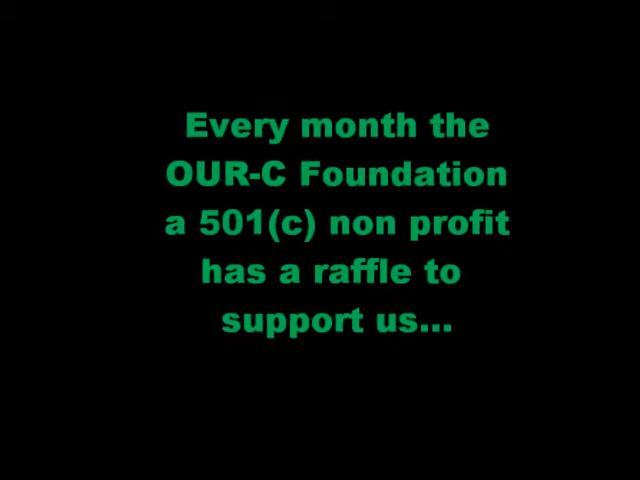 Every month the
OUR-C Foundation
a 501(c) non profit
has a raffle to
support us...